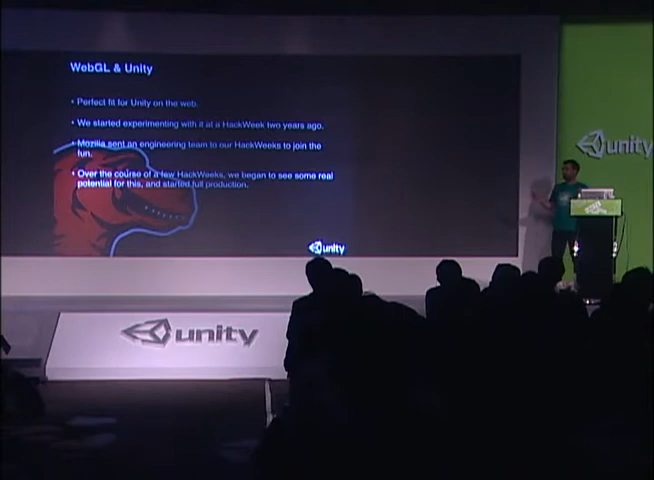 WebGL & Unity
• Perfect fit for Unity on the web.
• We started experimenting with it at a HackWeek two years ago.
• Mozilla sent an engineering team to our HackWeeks to join the
fun.
• Over the course of a few HackWeeks, we began to see some real
potential for this, and started full production.
unity
unity
unity